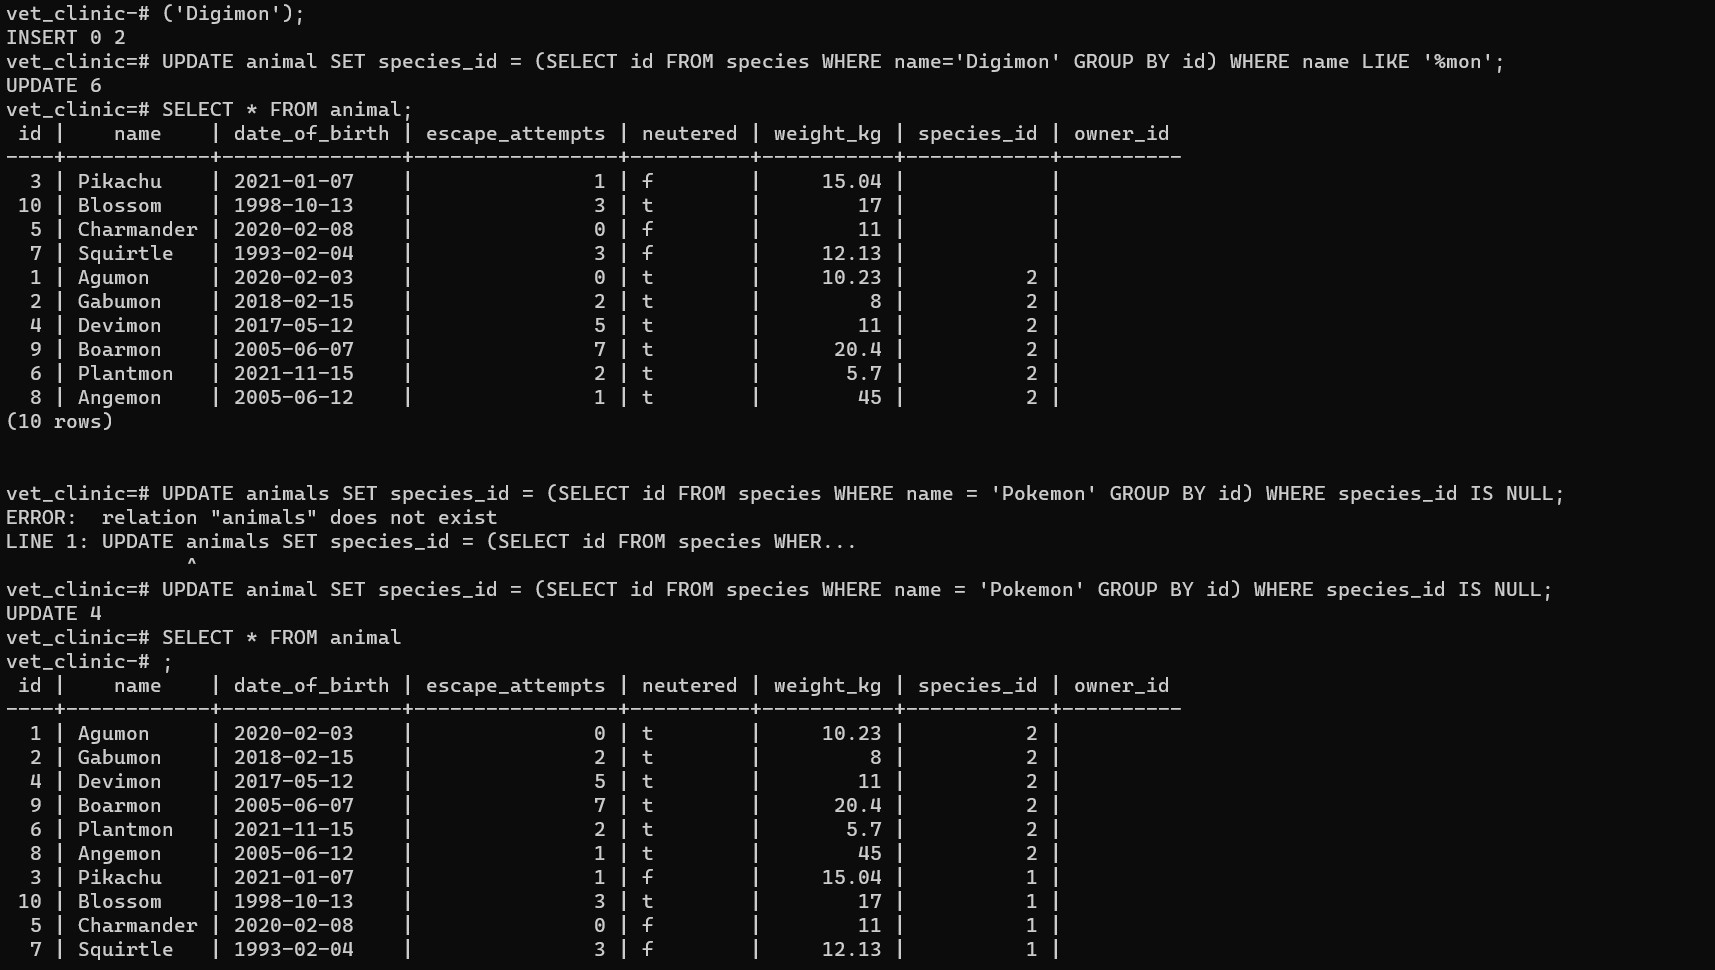 vet_clinic-# ('Digimon');
INSERT 0 2
vet_clinic=# UPDATE animal SET species_id = (SELECT id FROM species WHERE name='Digimon' GROUP BY id) WHERE name LIKE '%mon';
UPDATE 6
vet_clinic=# SELECT * FROM animal;
 id |    name    | date_of_birth | escape_attempts | neutered | weight_kg | species_id | owner_id
----+------------+---------------+-----------------+----------+-----------+------------+----------
  3 | Pikachu    | 2021-01-07    |               1 | f        |     15.04 |            |
 10 | Blossom    | 1998-10-13    |               3 | t        |        17 |            |
  5 | Charmander | 2020-02-08    |               0 | f        |        11 |            |
  7 | Squirtle   | 1993-02-04    |               3 | f        |     12.13 |            |
  1 | Agumon     | 2020-02-03    |               0 | t        |     10.23 |          2 |
  2 | Gabumon    | 2018-02-15    |               2 | t        |         8 |          2 |
  4 | Devimon    | 2017-05-12    |               5 | t        |        11 |          2 |
  9 | Boarmon    | 2005-06-07    |               7 | t        |      20.4 |          2 |
  6 | Plantmon   | 2021-11-15    |               2 | t        |       5.7 |          2 |
  8 | Angemon    | 2005-06-12    |               1 | t        |        45 |          2 |
(10 rows)
vet_clinic=# UPDATE animals SET species_id = (SELECT id FROM species WHERE name = 'Pokemon' GROUP BY id) WHERE species_id IS NULL;
ERROR:  relation "animals" does not exist
LINE 1: UPDATE animals SET species_id = (SELECT id FROM species WHER...
               ^
vet_clinic=# UPDATE animal SET species_id = (SELECT id FROM species WHERE name = 'Pokemon' GROUP BY id) WHERE species_id IS NULL;
UPDATE 4
vet_clinic=# SELECT * FROM animal
vet_clinic-# ;
 id |    name    | date_of_birth | escape_attempts | neutered | weight_kg | species_id | owner_id
----+------------+---------------+-----------------+----------+-----------+------------+----------
  1 | Agumon     | 2020-02-03    |               0 | t        |     10.23 |          2 |
  2 | Gabumon    | 2018-02-15    |               2 | t        |         8 |          2 |
  4 | Devimon    | 2017-05-12    |               5 | t        |        11 |          2 |
  9 | Boarmon    | 2005-06-07    |               7 | t        |      20.4 |          2 |
  6 | Plantmon   | 2021-11-15    |               2 | t        |       5.7 |          2 |
  8 | Angemon    | 2005-06-12    |               1 | t        |        45 |          2 |
  3 | Pikachu    | 2021-01-07    |               1 | f        |     15.04 |          1 |
 10 | Blossom    | 1998-10-13    |               3 | t        |        17 |          1 |
  5 | Charmander | 2020-02-08    |               0 | f        |        11 |          1 |
  7 | Squirtle   | 1993-02-04    |               3 | f        |     12.13 |          1 |